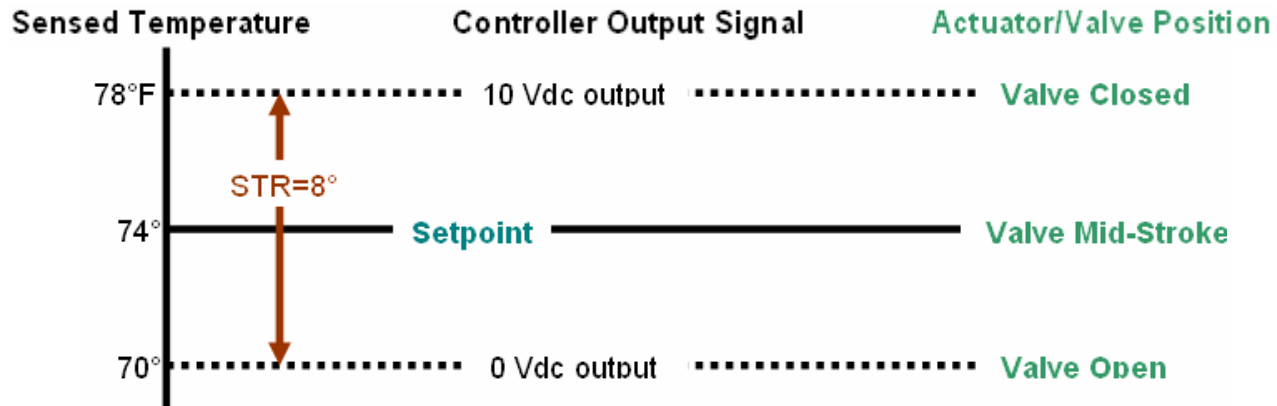 Sensed Temperature Controller Output Signal Actuator/Valve Position
78°F 10 Vdc output Valve Closed
STR=8°
74° Setpoint Valve Mid-Stroke
70° 0 Vdc output Valve Open